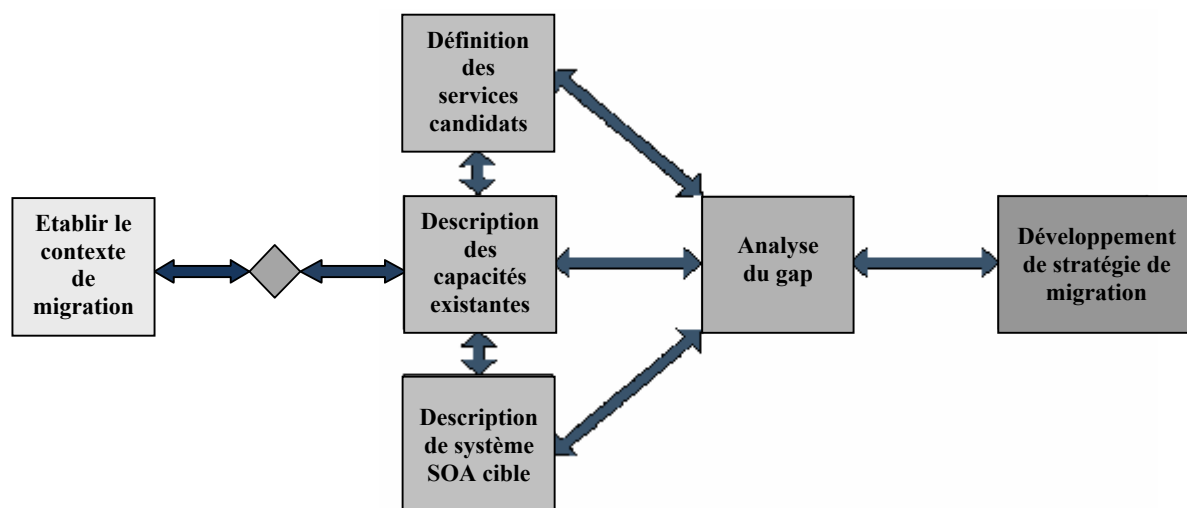 Définition
des
services
candidats
Etablir le
contexte
de
migration
Description
des
capacités
existantes
Analyse
du gap
Développement
de stratégie de
migration
Description
de système
SOA cible